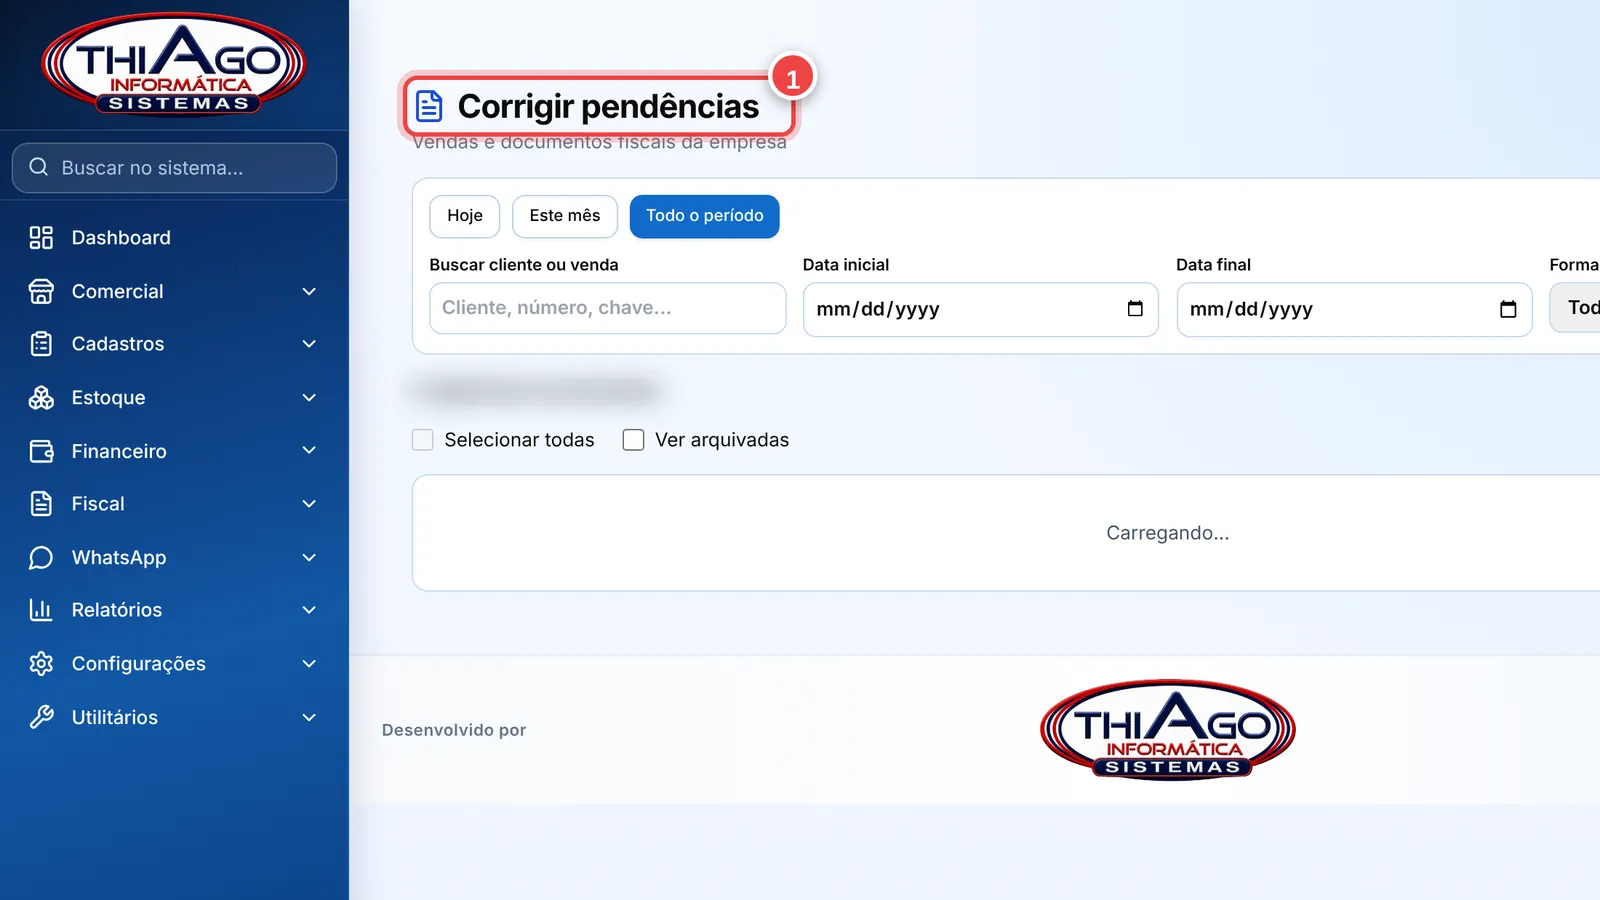 THIAGO
INFORMÁTICA
SISTEMAS
Buscar no sistema...
Dashboard
Comercial
Cadastros
Estoque
Financeiro
Fiscal
WhatsApp
Relatórios
Configurações
Utilitários
1
Corrigir pendências
Vendas e documentos fiscais da empresa
Hoje
Este mês
Todo o período
Buscar cliente ou venda
Data inicial
Data final
Forma
Cliente, número, chave...
mm/dd/yyyy
mm/dd/yyyy
Tod
Selecionar todas
Ver arquivadas
Carregando...
Desenvolvido por
THIAGO
INFORMÁTICA
SISTEMAS